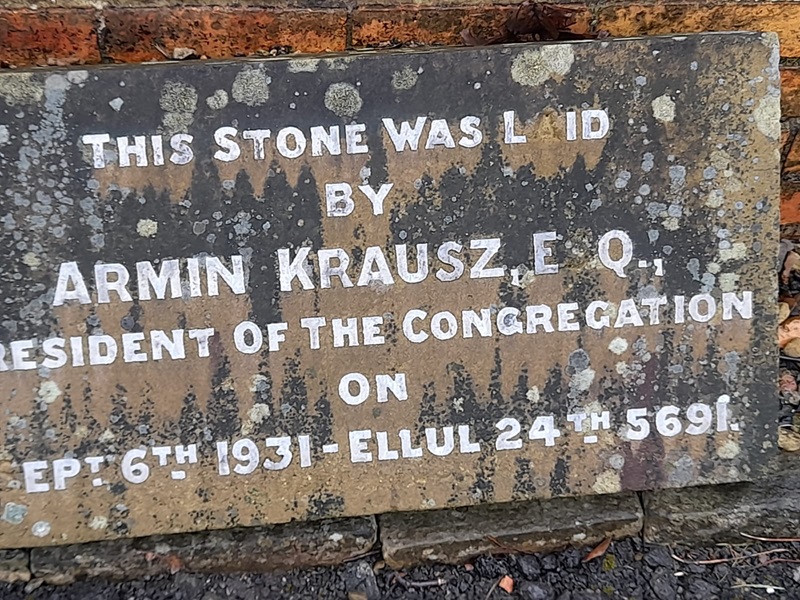 THIS STONE WAS L ID
BY
ARMIN KRAUSZ, E Q.,
RESIDENT OF THE CONGREGATION
ON
EPT 6TH 1931 - ELLUL 24TH 5691.